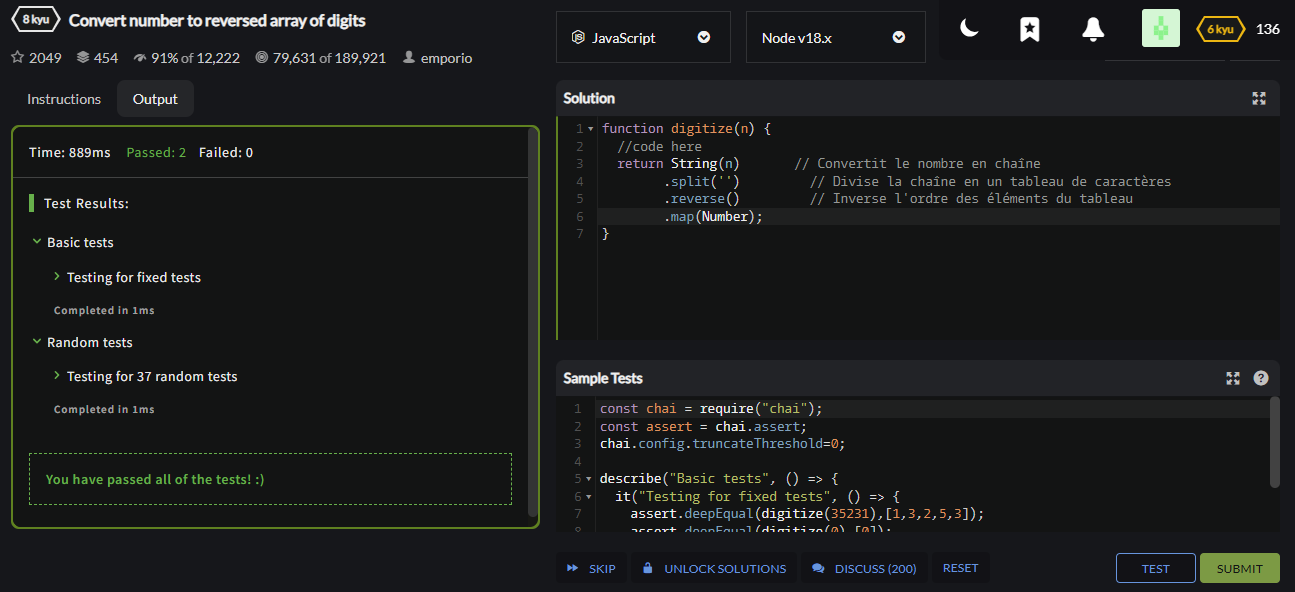 8 kyu Convert number to reversed array of digits
2049 454 91% of 12,222 79,631 of 189,921 emporio
JavaScript
Node v18.x
6 kyu 136
Instructions Output
Time: 889ms Passed: 2 Failed: 0
Test Results:
Basic tests
Testing for fixed tests
Completed in 1ms
Random tests
Testing for 37 random tests
Completed in 1ms
You have passed all of the tests! :)
Solution
1 function digitize(n) {
2 //code here
3 return String(n) // Convertit le nombre en chaîne
4 .split('') // Divise la chaîne en un tableau de caractères
5 .reverse() // Inverse l'ordre des éléments du tableau
6 .map(Number);
7 }
Sample Tests
?
1 const chai = require("chai");
2 const assert = chai.assert;
3 chai.config.truncateThreshold=0;
4
5 describe("Basic tests", () => {
6 it("Testing for fixed tests", () => {
7 assert.deepEqual(digitize(35231),[1,3,2,5,3]);
8 assert.deepEqual(digitize(0),[0]);
SKIP UNLOCK SOLUTIONS DISCUSS (200) RESET TEST SUBMIT